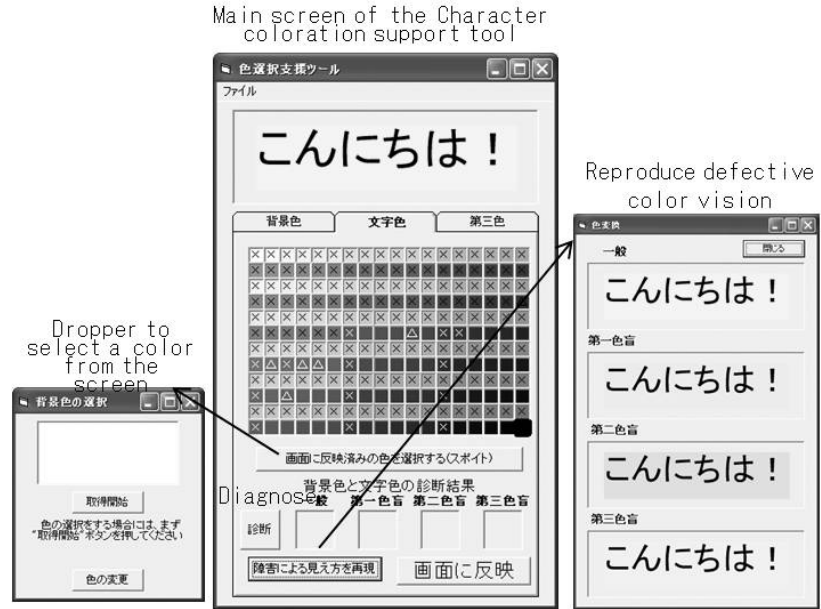 Main screen of the Character
coloration support tool
色選択支援ツール
ファイル
こんにちは！
背景色
文字色
第三色
画面に反映済みの色を選択する(スポイト)
背景色と文字色の診断結果
一般
第一色盲
第二色盲
第三色盲
Diagnose
診断
障害による見え方を再現
画面に反映
Dropper to
select a color
from the
screen
背景色の選択
取得開始
色の選択をする場合には、まず
"取得開始"ボタンを押してください
色の変更
Reproduce defective
color vision
色変換
一般
閉じる
こんにちは！
第一色盲
こんにちは！
第二色盲
こんにちは！
第三色盲
こんにちは！